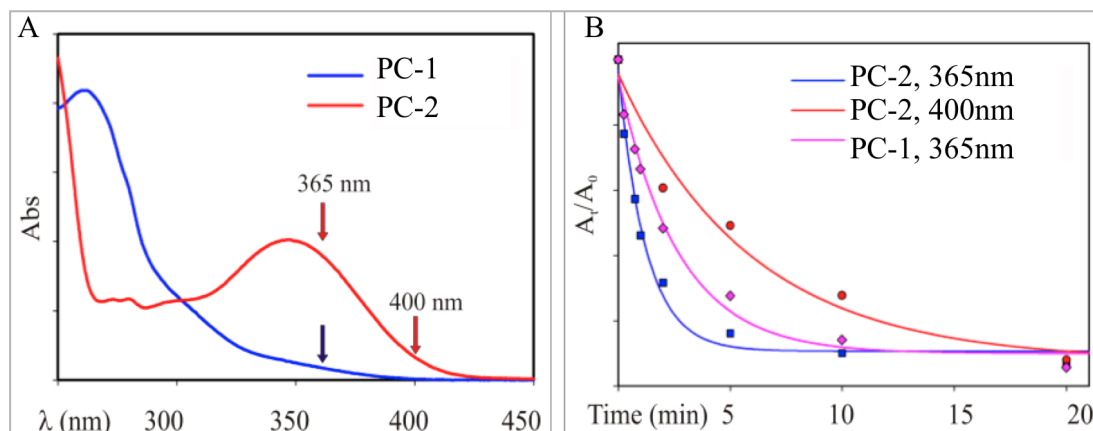 A
PC-1
PC-2
365 nm
400 nm
Abs
λ (nm) 300 350 400 450
B
PC-2, 365nm
PC-2, 400nm
PC-1, 365nm
At/A0
Time (min) 5 10 15 20